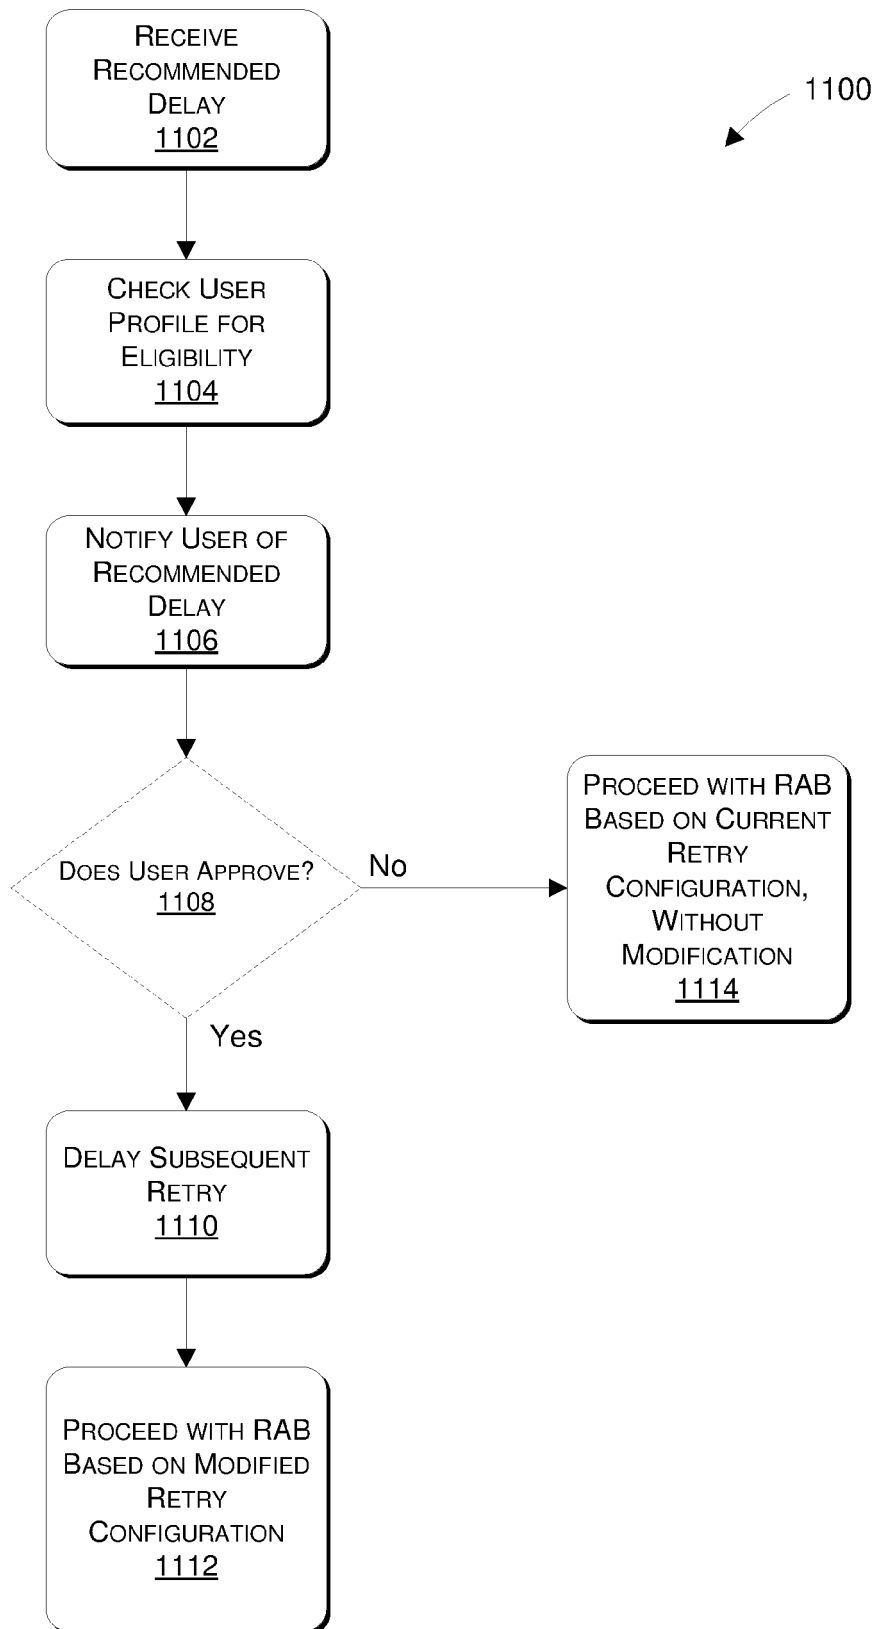 RECEIVE
RECOMMENDED
DELAY
1102
1100
CHECK USER
PROFILE FOR
ELIGIBILITY
1104
NOTIFY USER OF
RECOMMENDED
DELAY
1106
DOES USER APPROVE?
1108
No
PROCEED WITH RAB
BASED ON CURRENT
RETRY
CONFIGURATION,
WITHOUT
MODIFICATION
1114
Yes
DELAY SUBSEQUENT
RETRY
1110
PROCEED WITH RAB
BASED ON MODIFIED
RETRY
CONFIGURATION
1112